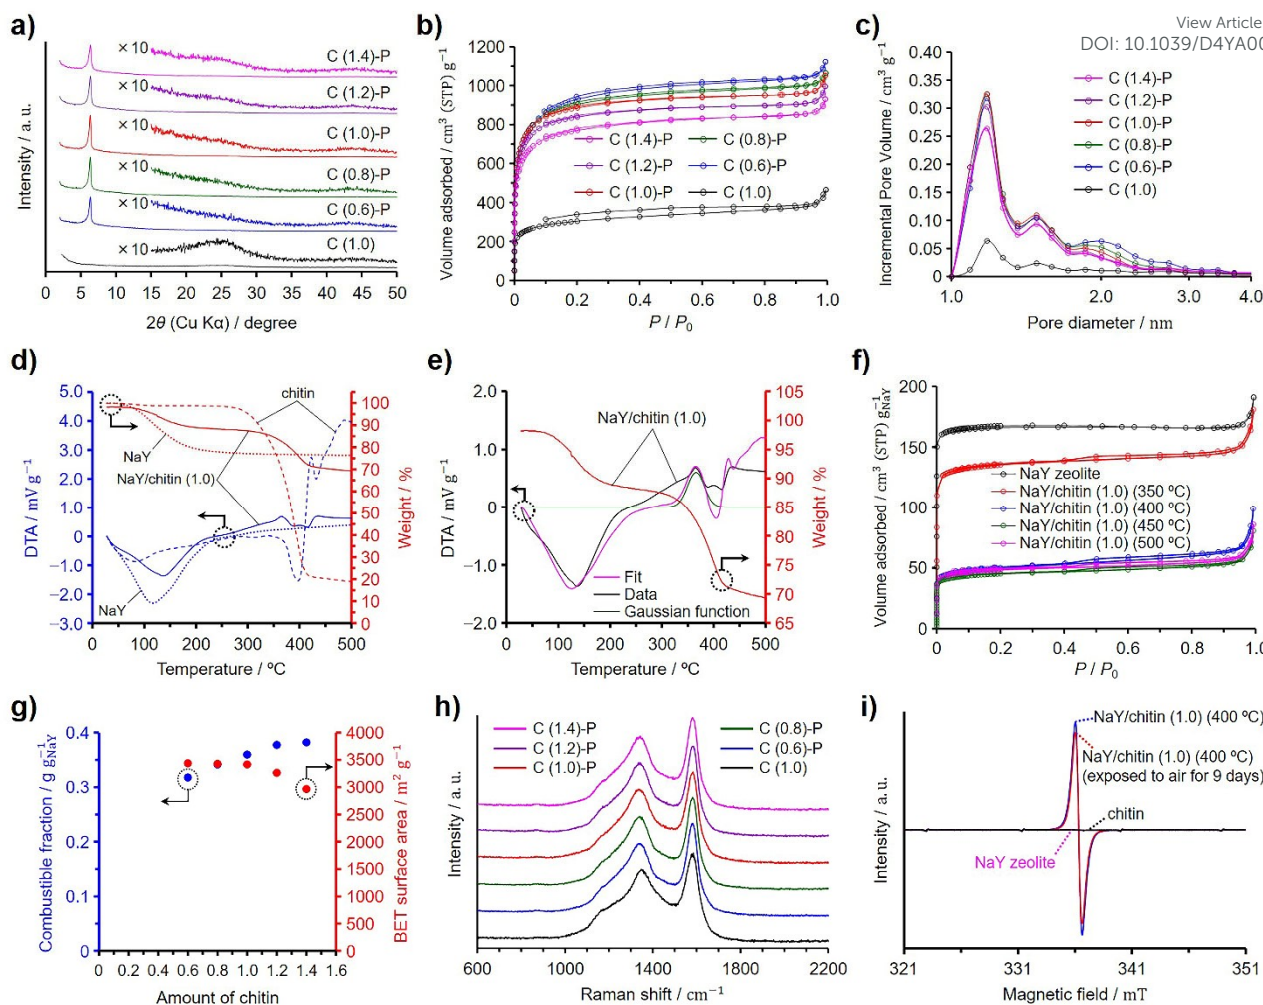 View Article
DOI: 10.1039/D4YA00
a)
Intensity / a.u.
×10 C (1.4)-P
×10 C (1.2)-P
×10 C (1.0)-P
×10 C (0.8)-P
×10 C (0.6)-P
×10 C (1.0)
0 5 10 15 20 25 30 35 40 45 50
2θ (Cu Kα) / degree
b)
Volume adsorbed / cm³ (STP) g⁻¹
1200
1000
800
600
400
200
0
C (1.4)-P C (0.8)-P
C (1.2)-P C (0.6)-P
C (1.0)-P C (1.0)
0 0.2 0.4 0.6 0.8 1.0
P / P₀
c)
Incremental Pore Volume / cm³ g⁻¹
0.40
0.35
0.30
0.25
0.20
0.15
0.10
0.05
0
C (1.4)-P
C (1.2)-P
C (1.0)-P
C (0.8)-P
C (0.6)-P
C (1.0)
1.0 2.0 3.0 4.0
Pore diameter / nm
d)
DTA / mV g⁻¹
5.0
4.0
3.0
2.0
1.0
0
−1.0
−2.0
−3.0
chitin
NaY
NaY/chitin (1.0)
NaY
100
90
80
70
60
50
40
30
20
10
0
Weight / %
0 100 200 300 400 500
Temperature / ºC
e)
DTA / mV g⁻¹
2.0
1.0
0
−1.0
−2.0
NaY/chitin (1.0)
Fit
Data
Gaussian function
105
100
95
90
85
80
75
70
65
Weight / %
0 100 200 300 400 500
Temperature / ºC
f)
Volume adsorbed / cm³ (STP) g⁻¹NaY
200
150
100
50
0
NaY zeolite
NaY/chitin (1.0) (350 ºC)
NaY/chitin (1.0) (400 ºC)
NaY/chitin (1.0) (450 ºC)
NaY/chitin (1.0) (500 ºC)
0 0.2 0.4 0.6 0.8 1.0
P / P₀
g)
Combustible fraction / g g⁻¹NaY
0.4
0.3
0.2
0.1
0
4000
3500
3000
2500
2000
1500
1000
500
0
BET surface area / m² g⁻¹
0 0.2 0.4 0.6 0.8 1.0 1.2 1.4 1.6
Amount of chitin
h)
Intensity / a.u.
C (1.4)-P C (0.8)-P
C (1.2)-P C (0.6)-P
C (1.0)-P C (1.0)
600 1000 1400 1800 2200
Raman shift / cm⁻¹
i)
Intensity / a.u.
NaY/chitin (1.0) (400 ºC)
NaY/chitin (1.0) (400 ºC)
(exposed to air for 9 days)
chitin
NaY zeolite
321 331 341 351
Magnetic field / mT